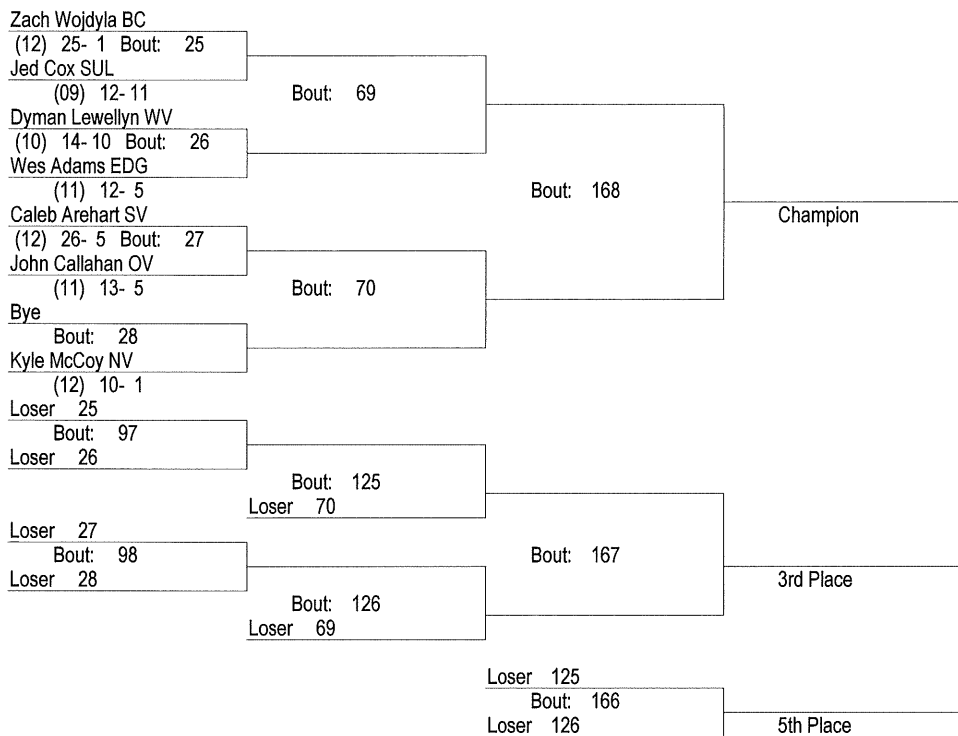 Zach Wojdyla BC
(12) 25- 1 Bout: 25
Jed Cox SUL
(09) 12- 11
Bout: 69
Dyman Lewellyn WV
(10) 14- 10 Bout: 26
Wes Adams EDG
(11) 12- 5
Bout: 168
Champion
Caleb Arehart SV
(12) 26- 5 Bout: 27
John Callahan OV
(11) 13- 5
Bout: 70
Bye
Bout: 28
Kyle McCoy NV
(12) 10- 1
Loser 25
Bout: 97
Loser 26
Bout: 125
Loser 70
Loser 27
Bout: 98
Loser 28
Bout: 167
3rd Place
Bout: 126
Loser 69
Loser 125
Bout: 166
Loser 126
5th Place